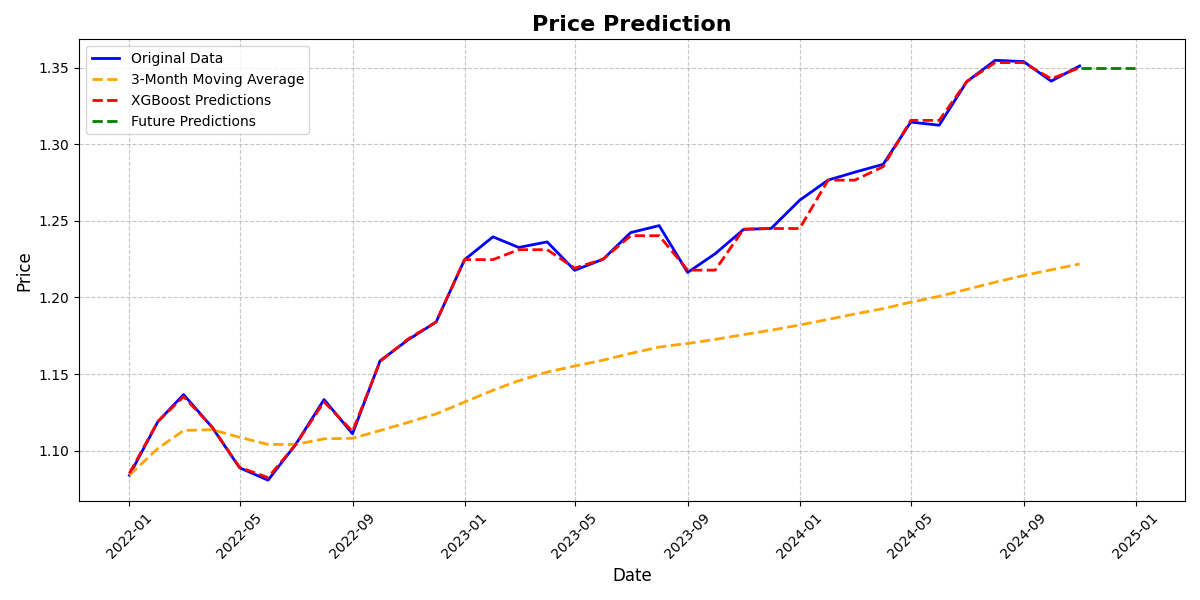 Price Prediction
Original Data
3-Month Moving Average
XGBoost Predictions
Future Predictions
Price
1.35
1.30
1.25
1.20
1.15
1.10
2022-01
2022-05
2022-09
2023-01
2023-05
2023-09
2024-01
2024-05
2024-09
2025-01
Date